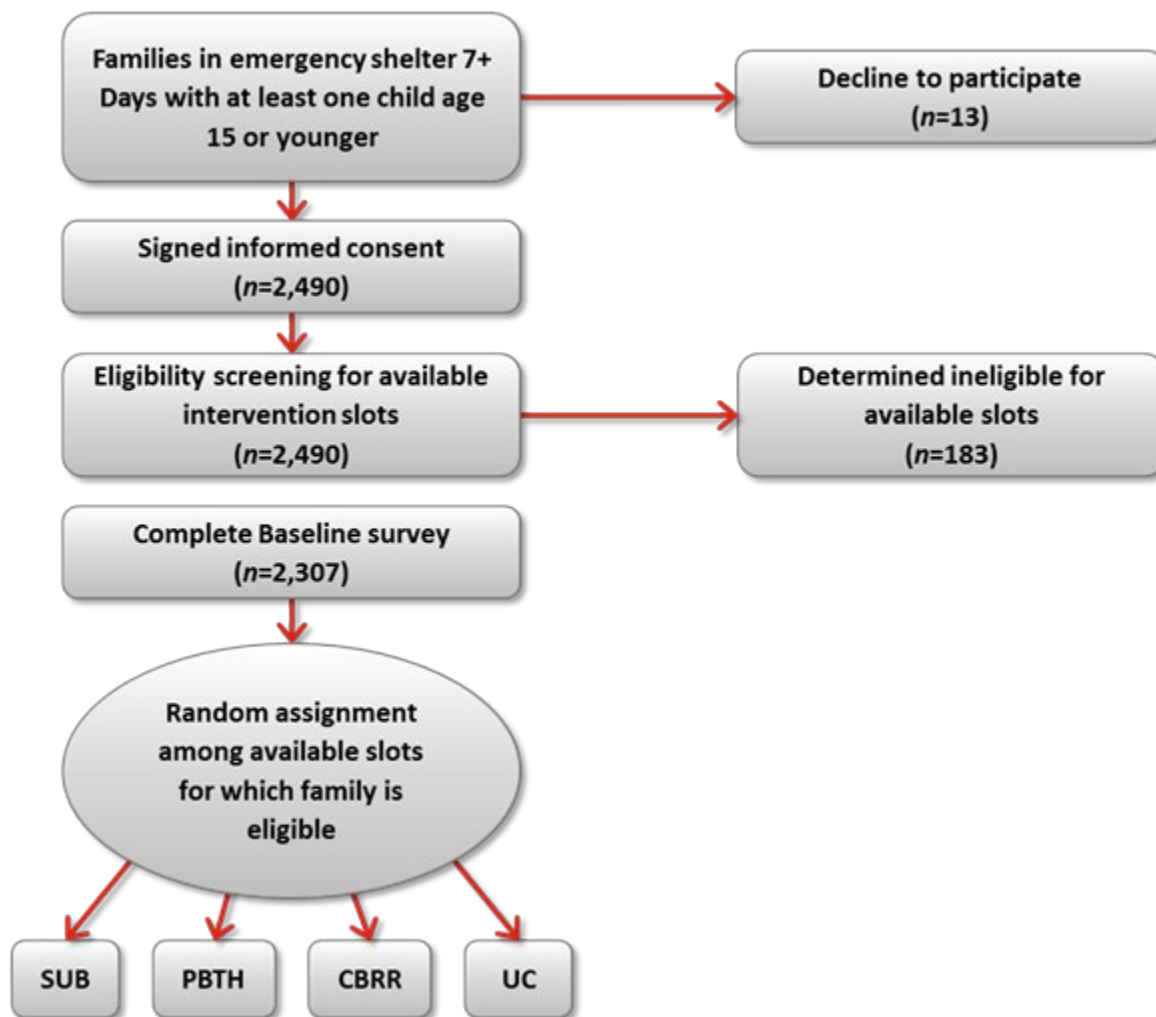 Families in emergency shelter 7+
Days with at least one child age
15 or younger
Decline to participate
(n=13)
Signed informed consent
(n=2,490)
Eligibility screening for available
intervention slots
(n=2,490)
Determined ineligible for
available slots
(n=183)
Complete Baseline survey
(n=2,307)
Random assignment
among available slots
for which family is
eligible
SUB
PBTH
CBRR
UC